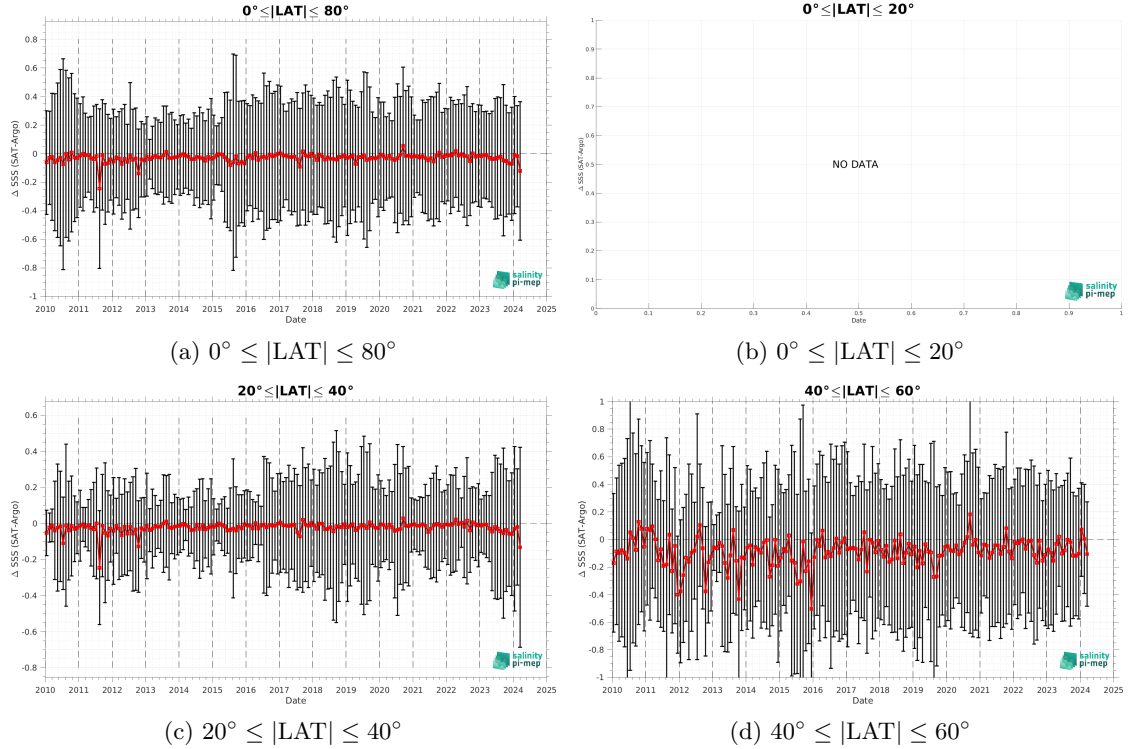 0°≤|LAT|≤ 80°
Δ SSS (SAT-Argo)
0.8
0.6
0.4
0.2
0
-0.2
-0.4
-0.6
-0.8
-1
2010 2011 2012 2013 2014 2015 2016 2017 2018 2019 2020 2021 2022 2023 2024 2025
Date
salinity
pi-mep
(a) 0° ≤ |LAT| ≤ 80°
0°≤|LAT|≤ 20°
Δ SSS (SAT-Argo)
1
0.9
0.8
0.7
0.6
0.5
0.4
0.3
0.2
0.1
0
NO DATA
0 0.1 0.2 0.3 0.4 0.5 0.6 0.7 0.8 0.9 1
Date
salinity
pi-mep
(b) 0° ≤ |LAT| ≤ 20°
20°≤|LAT|≤ 40°
Δ SSS (SAT-Argo)
0.6
0.4
0.2
0
-0.2
-0.4
-0.6
-0.8
2010 2011 2012 2013 2014 2015 2016 2017 2018 2019 2020 2021 2022 2023 2024 2025
Date
salinity
pi-mep
(c) 20° ≤ |LAT| ≤ 40°
40°≤|LAT|≤ 60°
Δ SSS (SAT-Argo)
1
0.8
0.6
0.4
0.2
0
-0.2
-0.4
-0.6
-0.8
-1
2010 2011 2012 2013 2014 2015 2016 2017 2018 2019 2020 2021 2022 2023 2024 2025
Date
salinity
pi-mep
(d) 40° ≤ |LAT| ≤ 60°